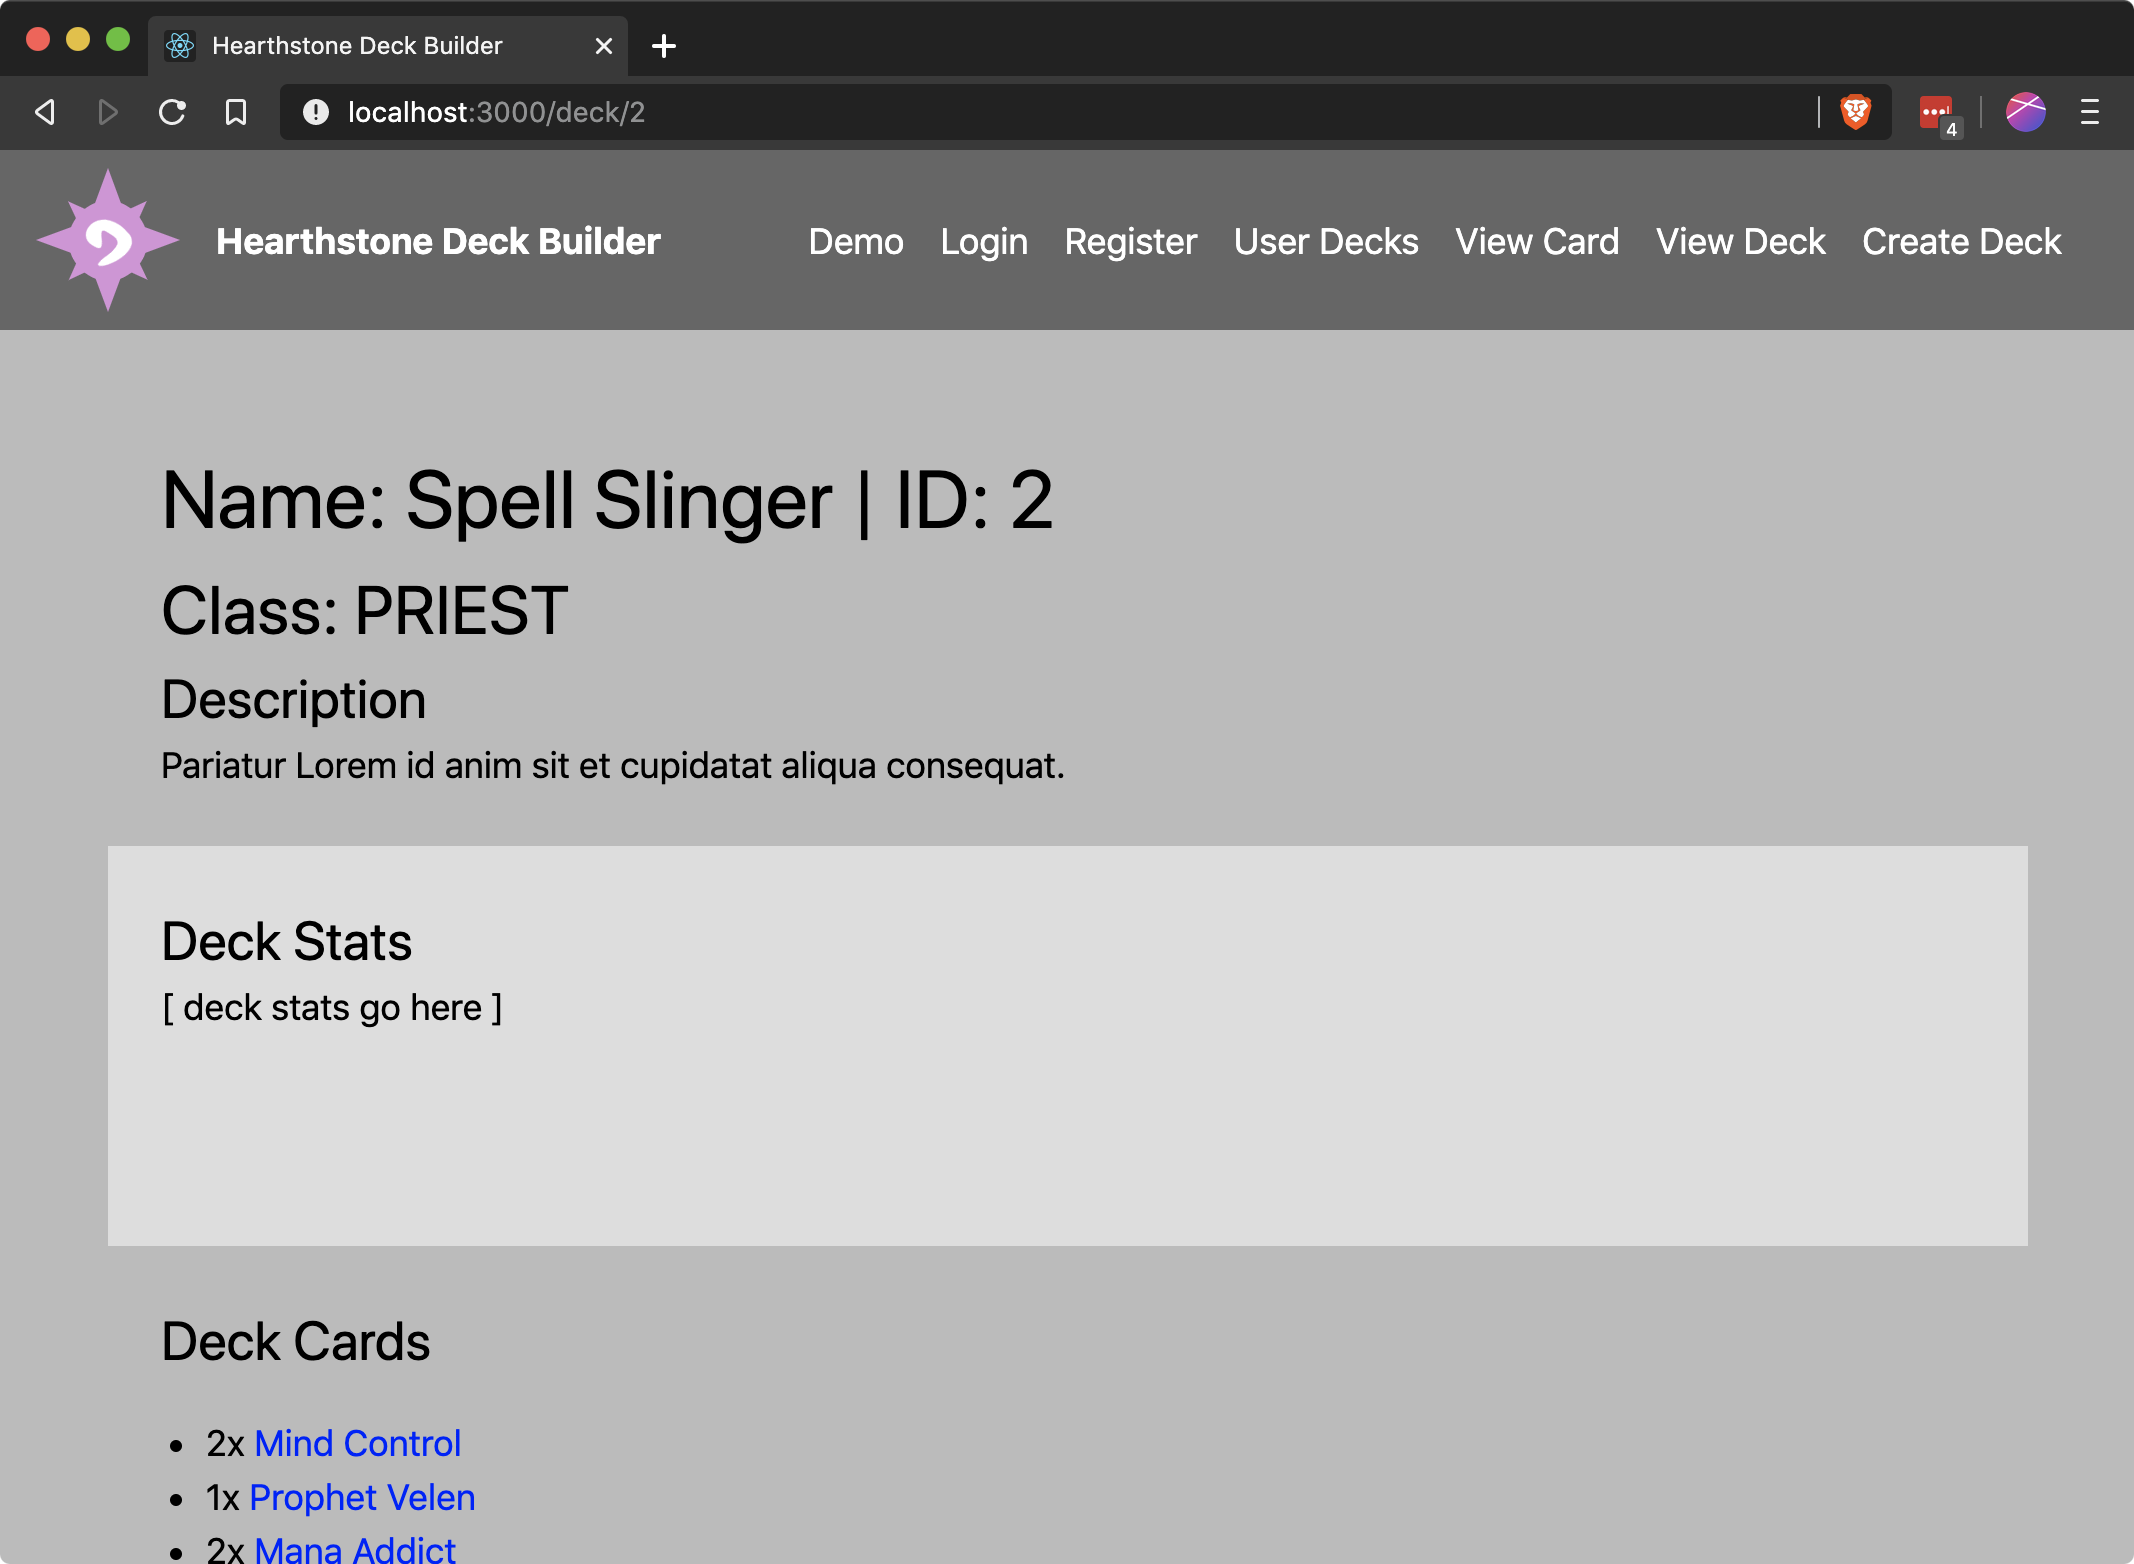 Hearthstone Deck Builder
localhost:3000/deck/2
4
Hearthstone Deck Builder Demo Login Register User Decks View Card View Deck Create Deck
Name: Spell Slinger | ID: 2
Class: PRIEST
Description
Pariatur Lorem id anim sit et cupidatat aliqua consequat.
Deck Stats
[ deck stats go here ]
Deck Cards
• 2x Mind Control
• 1x Prophet Velen
• 2x Mana Addict